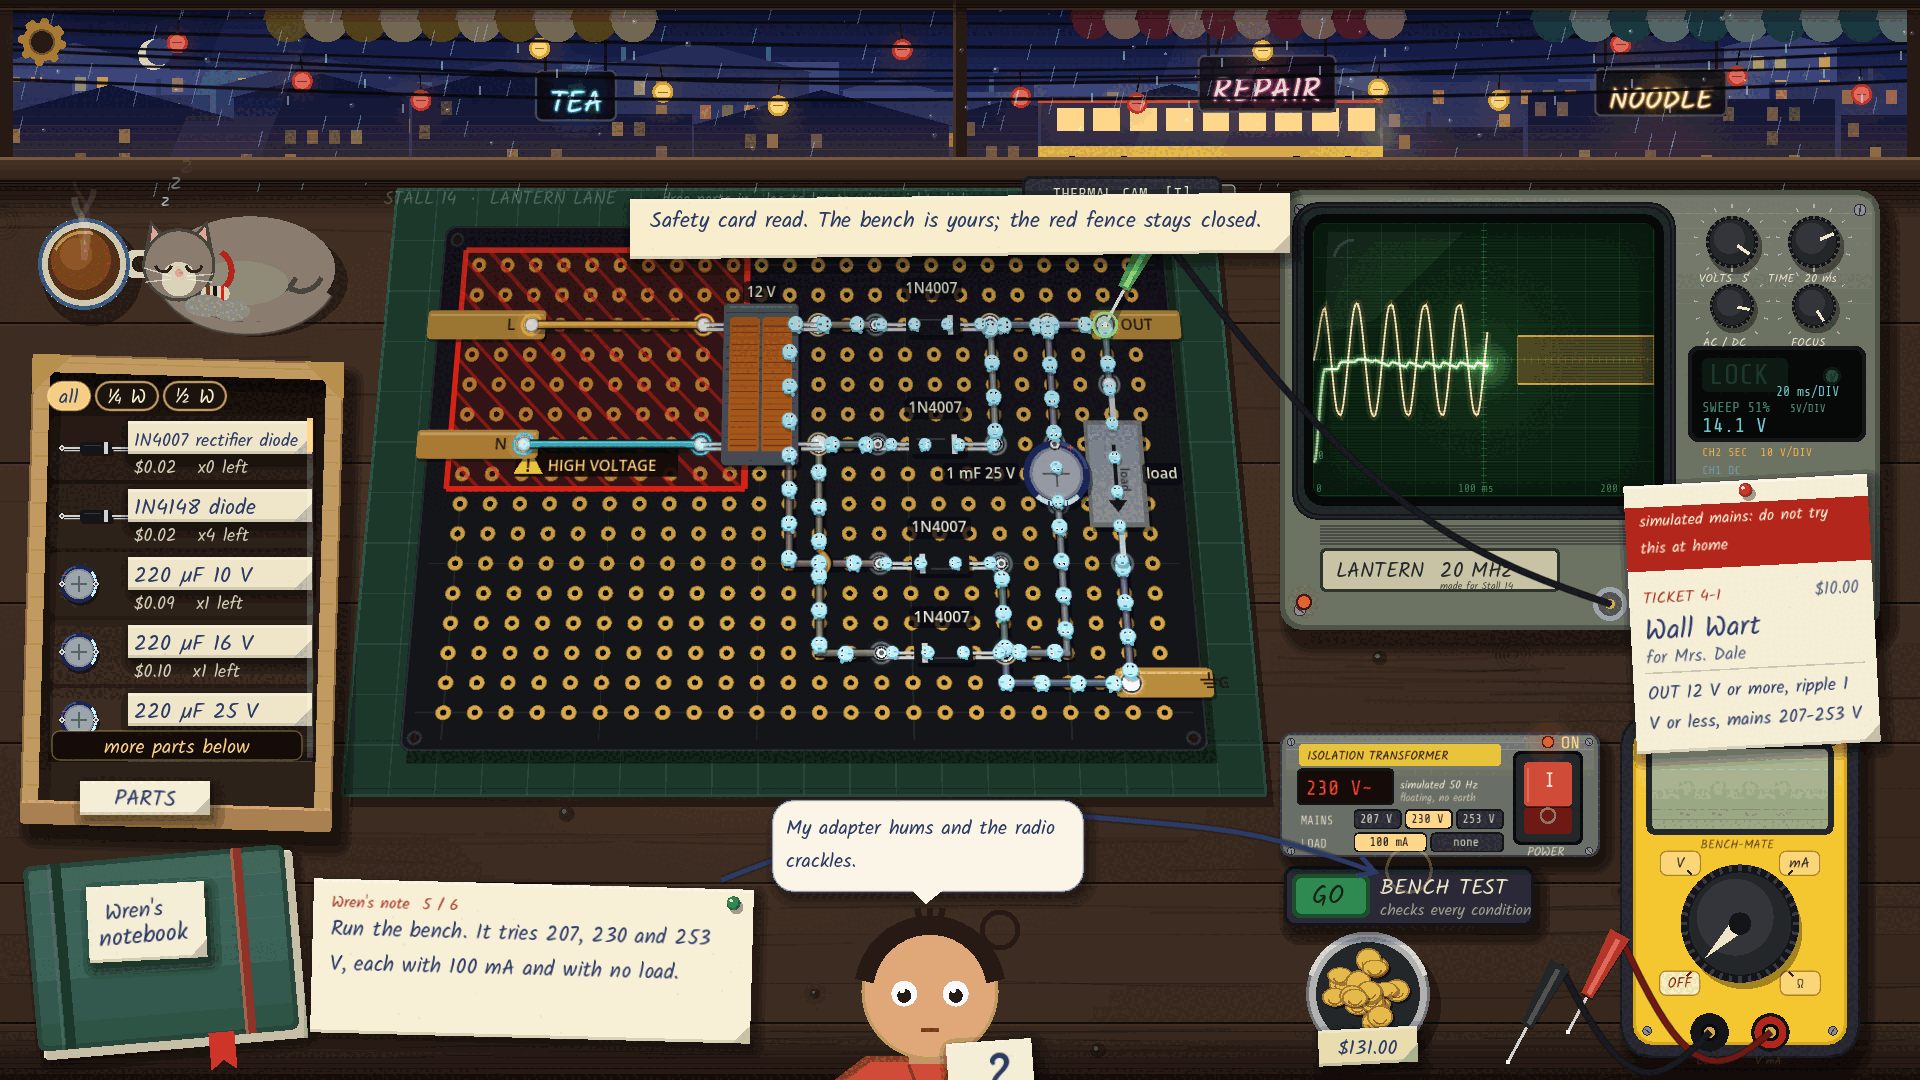 TEA
REPAIR
NOODLE
STALL 14 · LANTERN LANE
THERMAL CAM [T]
Safety card read. The bench is yours; the red fence stays closed.
12 V
1N4007
L
OUT
1N4007
N
HIGH VOLTAGE
1 mF 25 V
load
load
1N4007
1N4007
G
VOLTS 5
TIME 20 ms
AC / DC
FOCUS
LOCK
20 ms/DIV
SWEEP 51% 5V/DIV
14.1 V
CH2 SEC 10 V/DIV
CH1 DC
0 100 ms 200
LANTERN 20 MHz
made for Stall 14
all ¼ W ½ W
1N4007 rectifier diode
$0.02 x0 left
1N4148 diode
$0.02 x4 left
220 µF 10 V
$0.09 x1 left
220 µF 16 V
$0.10 x1 left
220 µF 25 V
more parts below
PARTS
simulated mains: do not try
this at home
TICKET 4-1 $10.00
Wall Wart
for Mrs. Dale
OUT 12 V or more, ripple 1
V or less, mains 207-253 V
ISOLATION TRANSFORMER
ON
230 V~
simulated 50 Hz
floating, no earth
MAINS 207 V 230 V 253 V
LOAD 100 mA none
I
POWER
GO
BENCH TEST
checks every condition
$131.00
BENCH-MATE
V mA
OFF Ω
My adapter hums and the radio
crackles.
Wren's
notebook
Wren's note 5 / 6
Run the bench. It tries 207, 230 and 253
V, each with 100 mA and with no load.
2
z
z
z